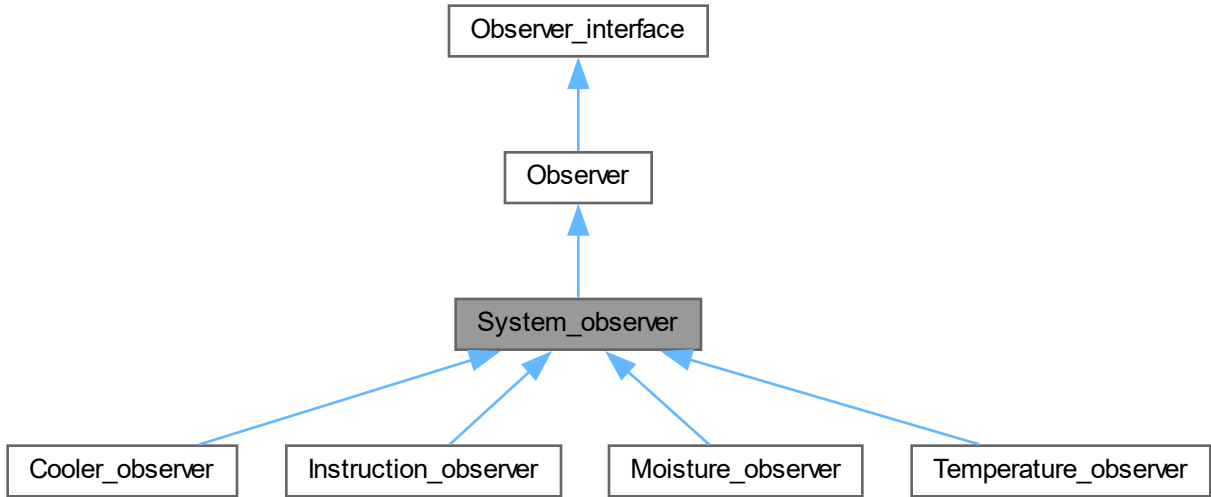 Observer_interface
Observer
System_observer
Cooler_observer
Instruction_observer
Moisture_observer
Temperature_observer